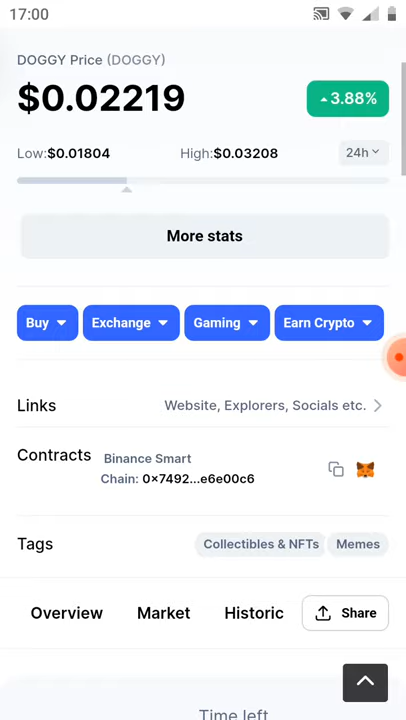 17:00
DOGGY Price (DOGGY)
$0.02219
3.88%
Low:$0.01804 High:$0.03208 24h
More stats
Buy Exchange Gaming Earn Crypto
Links Website, Explorers, Socials etc.
Contracts Binance Smart
Chain: 0x7492...e6e00c6
Tags Collectibles & NFTs Memes
Overview Market Historic Share
Time left